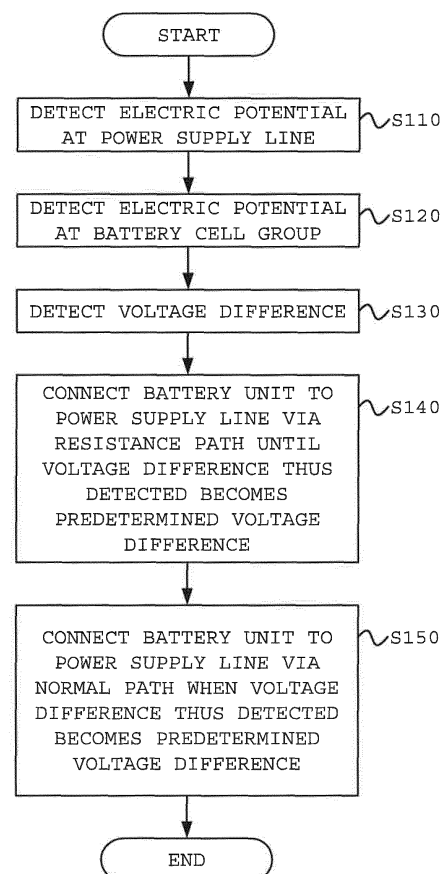 START
DETECT ELECTRIC POTENTIAL
AT POWER SUPPLY LINE
S110
DETECT ELECTRIC POTENTIAL
AT BATTERY CELL GROUP
S120
DETECT VOLTAGE DIFFERENCE
S130
CONNECT BATTERY UNIT TO
POWER SUPPLY LINE VIA
RESISTANCE PATH UNTIL
VOLTAGE DIFFERENCE THUS
DETECTED BECOMES
PREDETERMINED VOLTAGE
DIFFERENCE
S140
CONNECT BATTERY UNIT TO
POWER SUPPLY LINE VIA
NORMAL PATH WHEN VOLTAGE
DIFFERENCE THUS DETECTED
BECOMES PREDETERMINED
VOLTAGE DIFFERENCE
S150
END